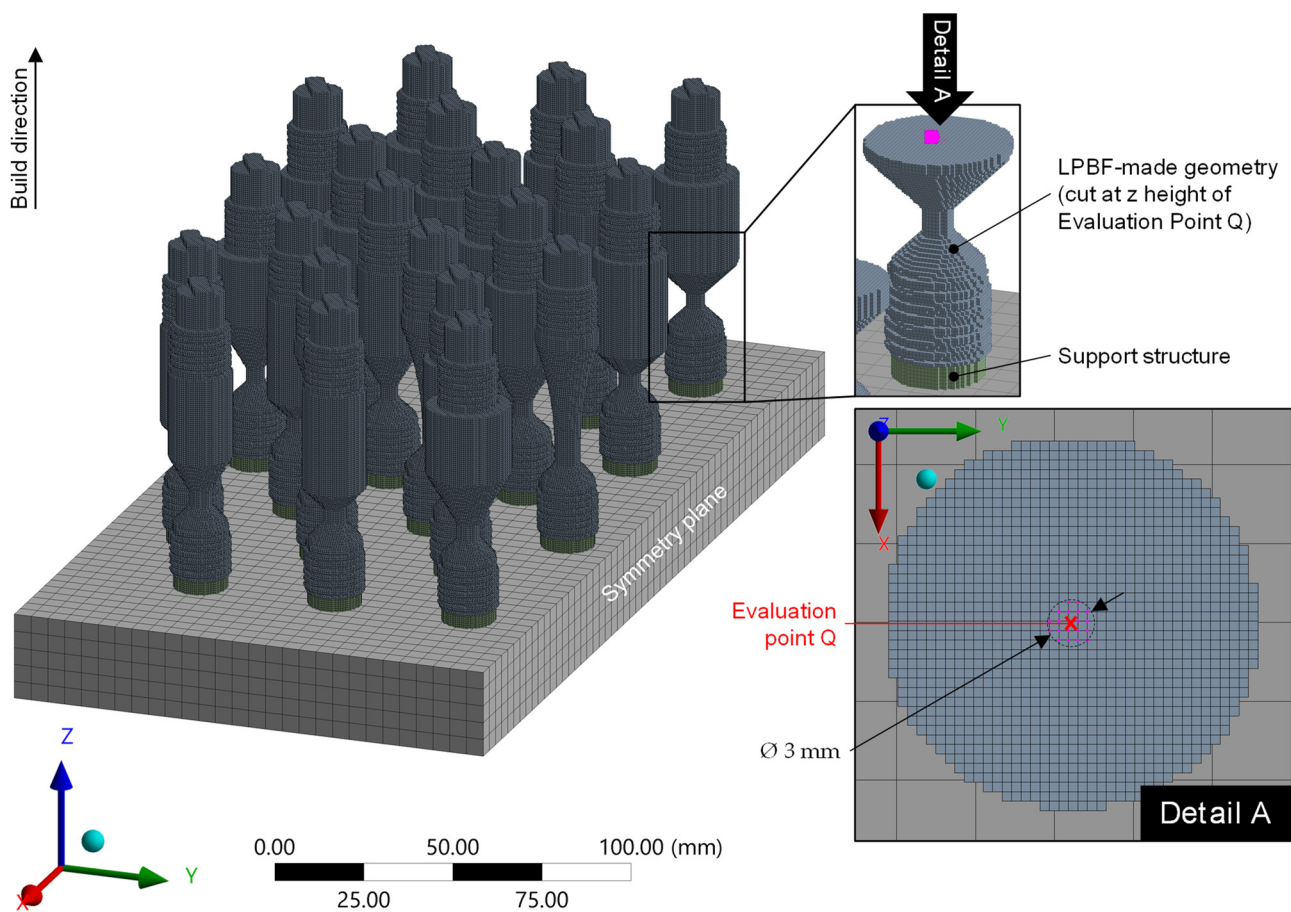 Build direction
Detail A
LPBF-made geometry
(cut at z height of
Evaluation Point Q)
Support structure
Symmetry plane
Z
Y
X
Evaluation
point Q
Ø 3 mm
Detail A
Z
Y
X
0.00
50.00
100.00 (mm)
25.00
75.00